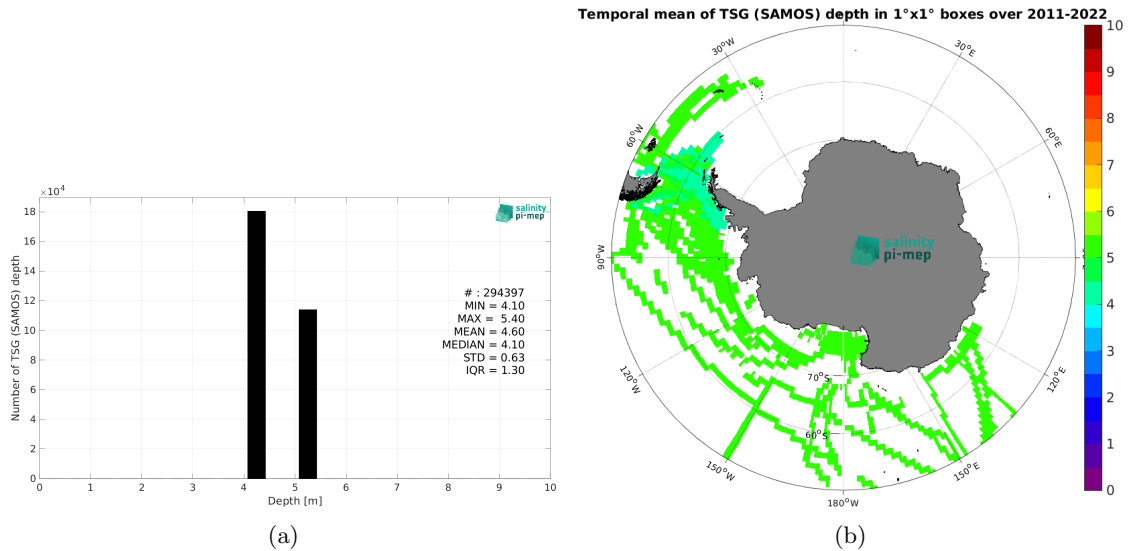 Temporal mean of TSG (SAMOS) depth in 1°x1° boxes over 2011-2022
×10⁴
18
16
14
12
10
8
6
4
2
0
Number of TSG (SAMOS) depth
0 1 2 3 4 5 6 7 8 9 10
Depth [m]
salinity
pi-mep
# : 294397
MIN = 4.10
MAX = 5.40
MEAN = 4.60
MEDIAN = 4.10
STD = 0.63
IQR = 1.30
(a)
30°W
30°E
60°W
60°E
90°W
120°W
120°E
150°W
150°E
180°W
70°S
60°S
salinity
pi-mep
10
9
8
7
6
5
4
3
2
1
0
(b)